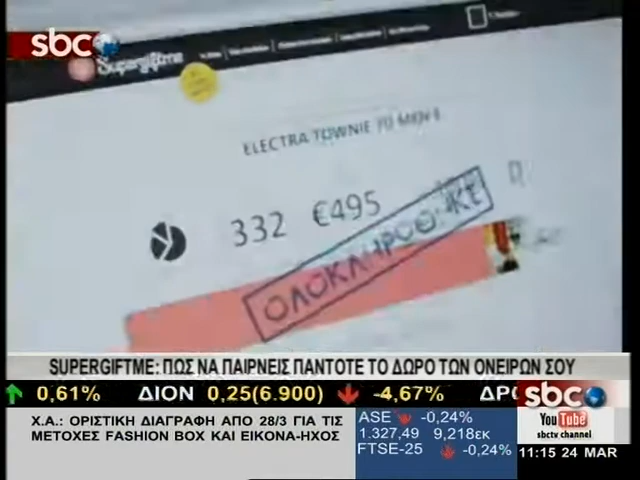 sbc
Supergiftme
ELECTRA TOWNIE 7D MEN'S
332 €495
ΟΛΟΚΛΗΡΩΘΗΚΕ
SUPERGIFTME: ΠΩΣ ΝΑ ΠΑΙΡΝΕΙΣ ΠΑΝΤΟΤΕ ΤΟ ΔΩΡΟ ΤΩΝ ΟΝΕΙΡΩΝ ΣΟΥ
0,61% ΔΙΟΝ 0,25(6.900) -4,67% ΔΡΟ
sbc
Χ.Α.: ΟΡΙΣΤΙΚΗ ΔΙΑΓΡΑΦΗ ΑΠΟ 28/3 ΓΙΑ ΤΙΣ
ΜΕΤΟΧΕΣ FASHION BOX ΚΑΙ ΕΙΚΟΝΑ-ΗΧΟΣ
ASE -0,24%
1.327,49 9,218εκ
FTSE-25 -0,24%
YouTube
sbctv channel
11:15 24 MAR